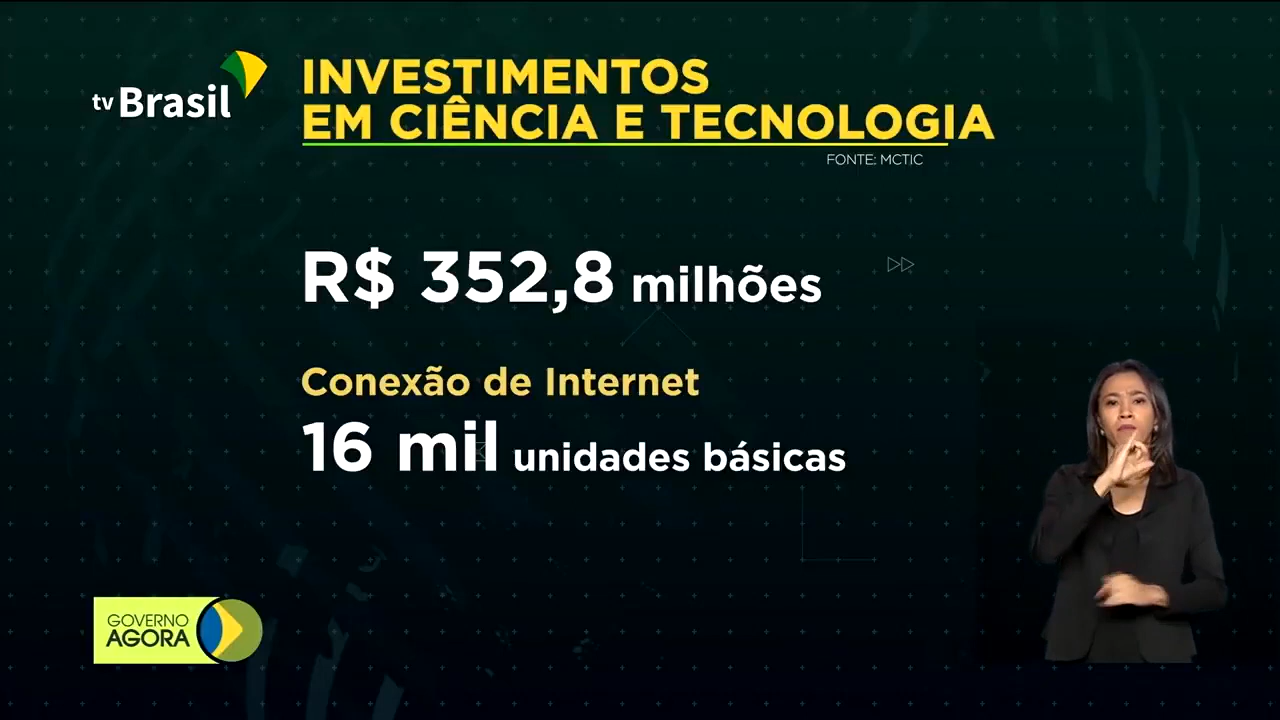 tv Brasil
INVESTIMENTOS
EM CIÊNCIA E TECNOLOGIA
FONTE: MCTIC
R$ 352,8 milhões
Conexão de Internet
16 mil unidades básicas
GOVERNO
AGORA